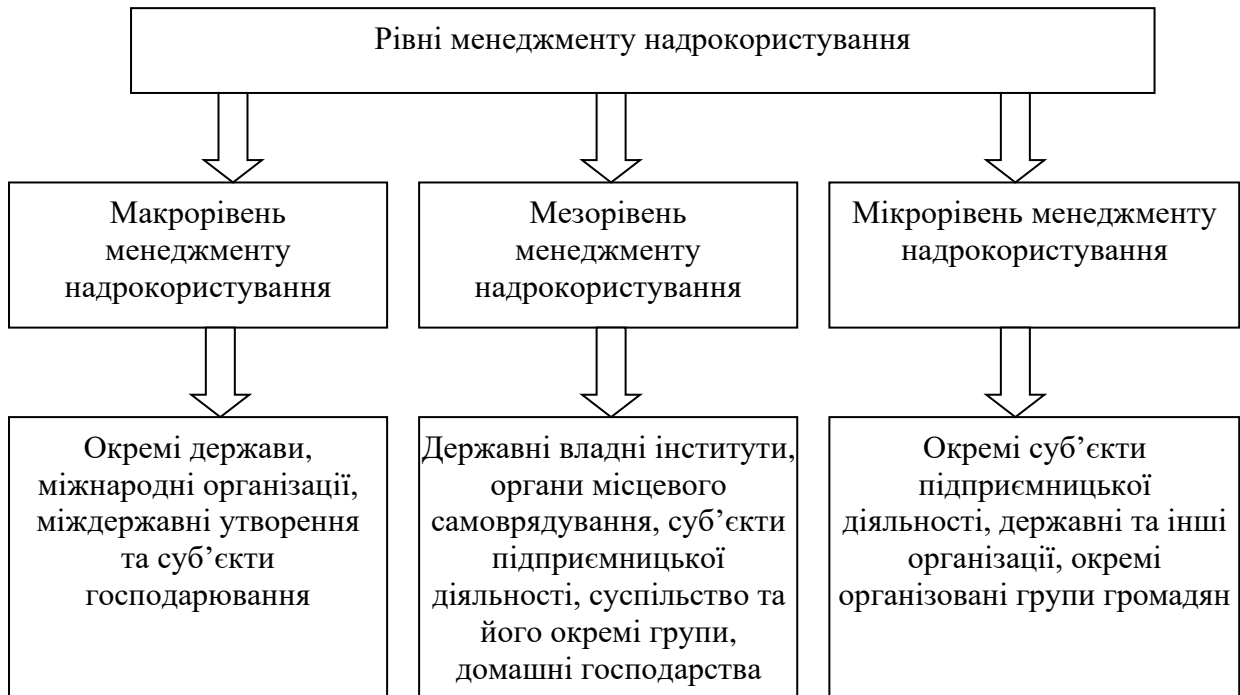 Рівні менеджменту надрокористування
Макрорівень
менеджменту
надрокористування
Мезорівень
менеджменту
надрокористування
Мікрорівень менеджменту
надрокористування
Окремі держави,
міжнародні організації,
міждержавні утворення
та суб’єкти
господарювання
Державні владні інститути,
органи місцевого
самоврядування, суб’єкти
підприємницької
діяльності, суспільство та
його окремі групи,
домашні господарства
Окремі суб’єкти
підприємницької
діяльності, державні та інші
організації, окремі
організовані групи громадян